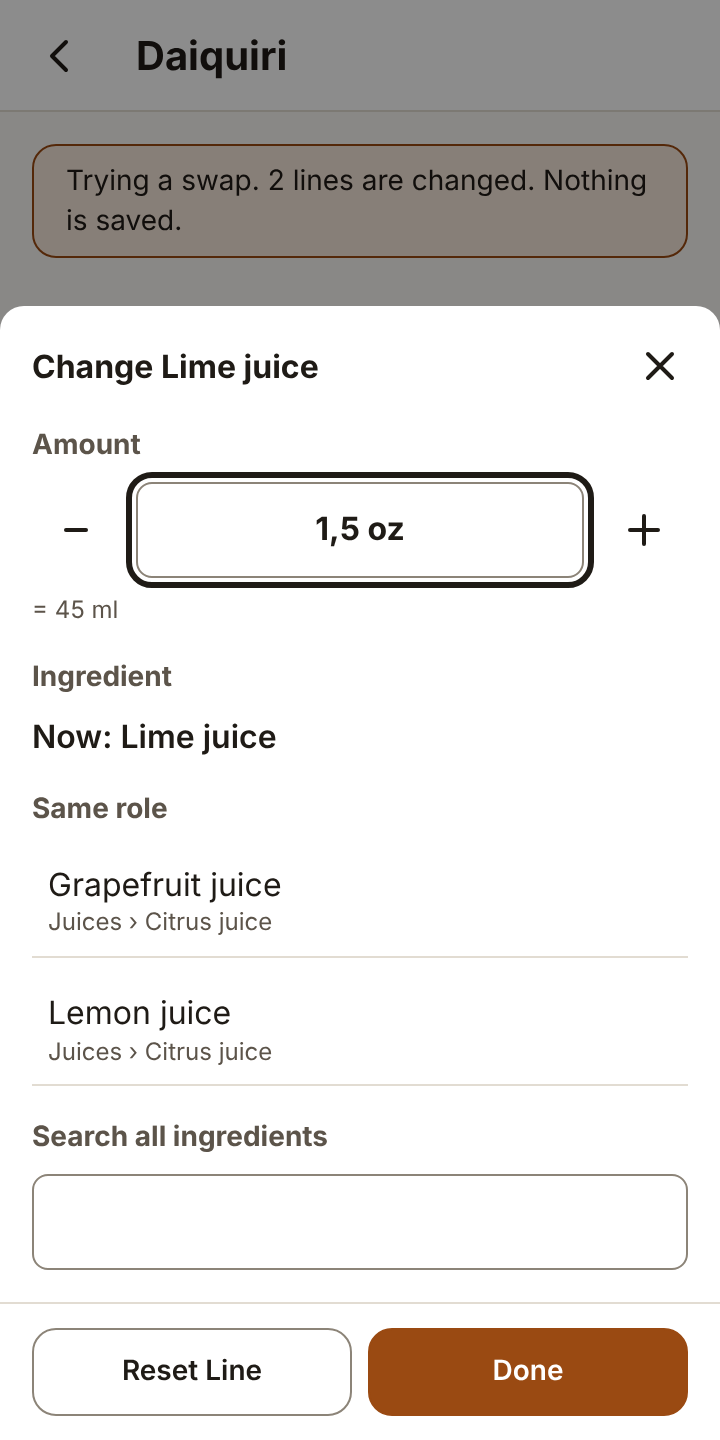 Daiquiri
Trying a swap. 2 lines are changed. Nothing
is saved.
Change Lime juice
Amount
1,5 oz
= 45 ml
Ingredient
Now: Lime juice
Same role
Grapefruit juice
Juices › Citrus juice
Lemon juice
Juices › Citrus juice
Search all ingredients
Reset Line
Done